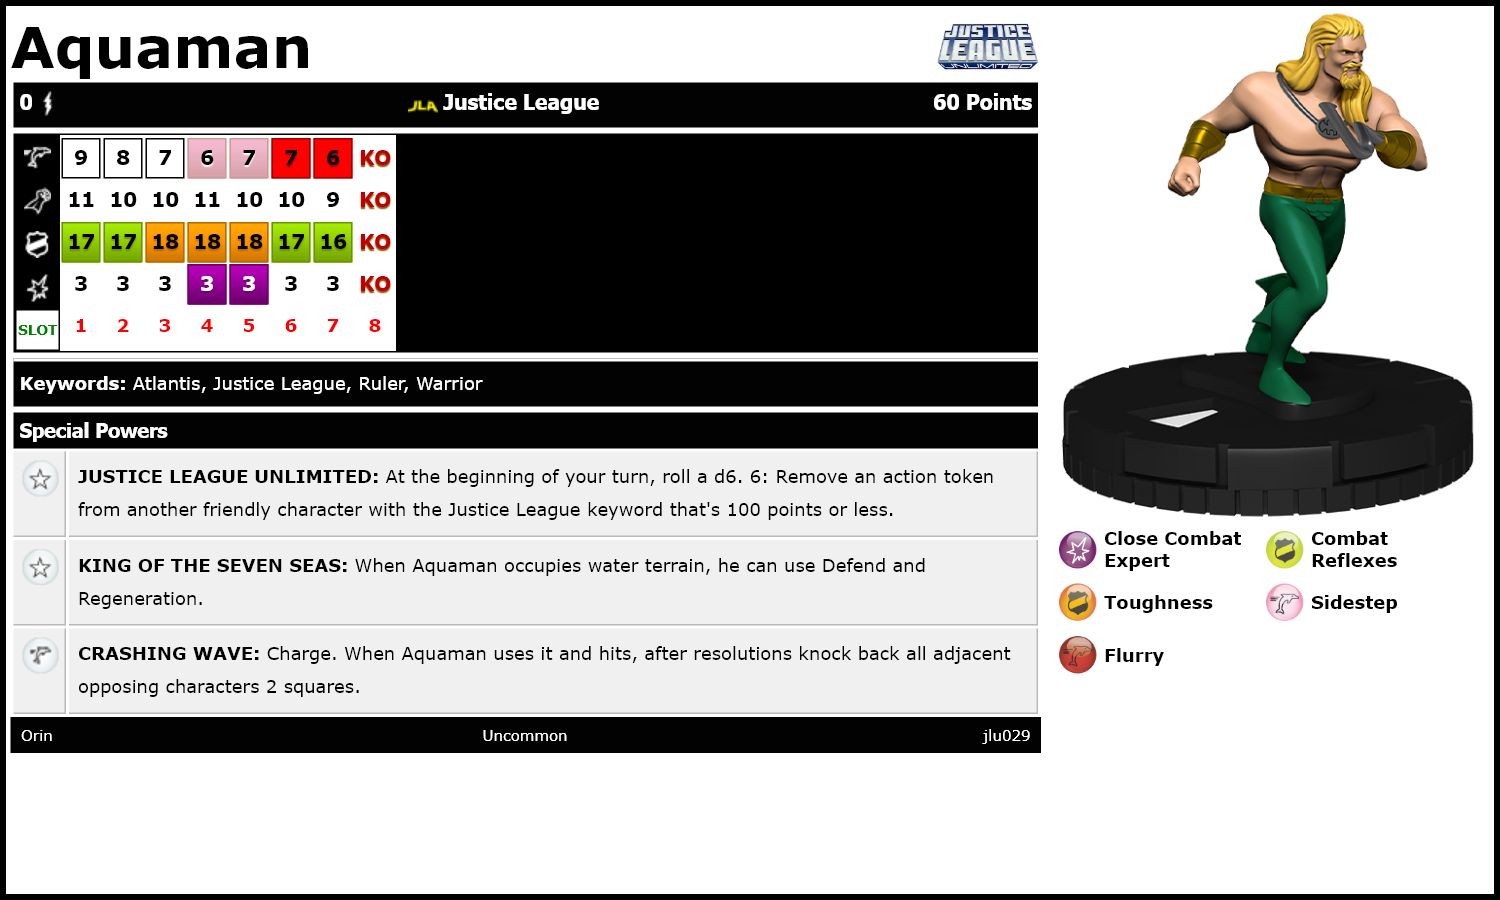 Aquaman
JUSTICE
LEAGUE
UNLIMITED
0 JLA Justice League 60 Points
9 8 7 6 7 7 6 KO
11 10 10 11 10 10 9 KO
17 17 18 18 18 17 16 KO
3 3 3 3 3 3 3 KO
SLOT 1 2 3 4 5 6 7 8
Keywords: Atlantis, Justice League, Ruler, Warrior
Special Powers
JUSTICE LEAGUE UNLIMITED: At the beginning of your turn, roll a d6. 6: Remove an action token
from another friendly character with the Justice League keyword that's 100 points or less.
KING OF THE SEVEN SEAS: When Aquaman occupies water terrain, he can use Defend and
Regeneration.
CRASHING WAVE: Charge. When Aquaman uses it and hits, after resolutions knock back all adjacent
opposing characters 2 squares.
Orin Uncommon jlu029
Close Combat
Expert
Combat
Reflexes
Toughness
Sidestep
Flurry